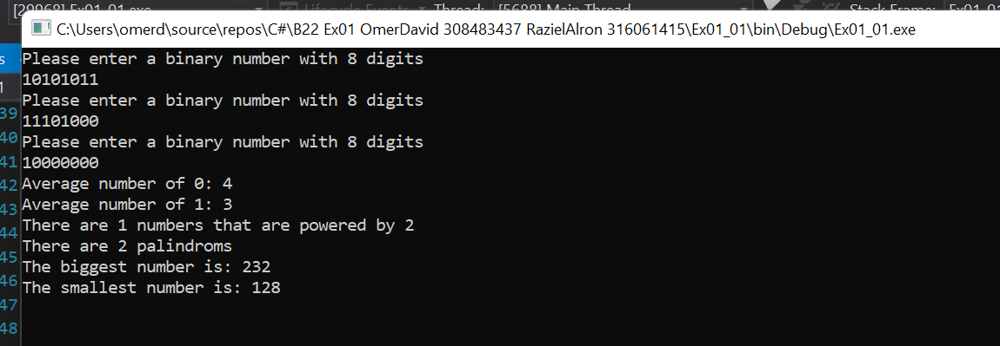 [29968] Ex01_01.exe Lifecycle Events Thread: [5688] Main Thread Stack Frame: Ex01_01
C:\Users\omerd\source\repos\C#\B22 Ex01 OmerDavid 308483437 RazielAlron 316061415\Ex01_01\bin\Debug\Ex01_01.exe
Please enter a binary number with 8 digits
10101011
Please enter a binary number with 8 digits
11101000
Please enter a binary number with 8 digits
10000000
Average number of 0: 4
Average number of 1: 3
There are 1 numbers that are powered by 2
There are 2 palindroms
The biggest number is: 232
The smallest number is: 128
s
1
39
40
41
42
43
44
45
46
47
48